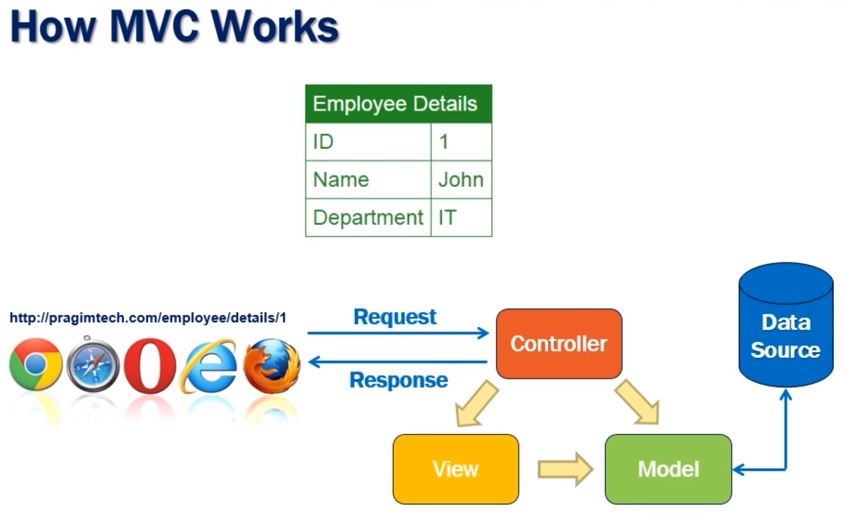 How MVC Works
Employee Details
ID 1
Name John
Department IT
http://pragimtech.com/employee/details/1
Request
Response
Controller
Data
Source
View
Model